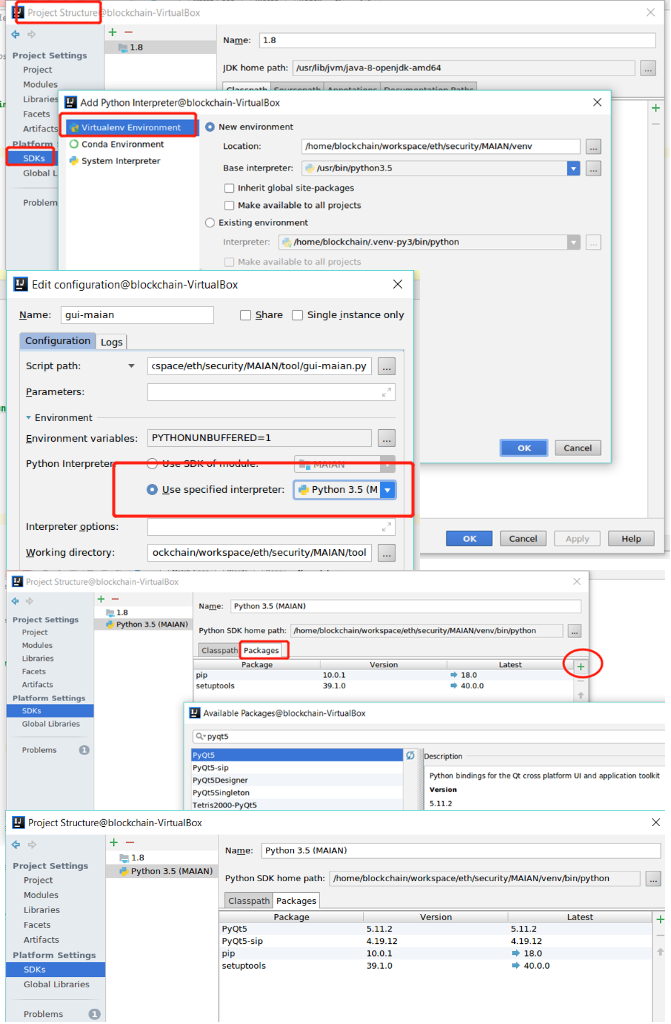 Project Structure@blockchain-VirtualBox
Project Settings
Project
Modules
Libraries
Facets
Artifacts
Platform Settings
SDKs
Global L
Problem
1.8
Name: 1.8
JDK home path: /usr/lib/jvm/java-8-openjdk-amd64
Classpath Sourcepath Annotations Documentation Paths
Add Python Interpreter@blockchain-VirtualBox
Virtualenv Environment
Conda Environment
System Interpreter
New environment
Location: /home/blockchain/workspace/eth/security/MAIAN/venv
Base interpreter: /usr/bin/python3.5
Inherit global site-packages
Make available to all projects
Existing environment
Interpreter: /home/blockchain/.venv-py3/bin/python
Make available to all projects
OK Cancel
OK Cancel Apply Help
Edit configuration@blockchain-VirtualBox
Name: gui-maian Share Single instance only
Configuration Logs
Script path: cspace/eth/security/MAIAN/tool/gui-maian.py
Parameters:
Environment
Environment variables: PYTHONUNBUFFERED=1
Python Interpreter: Use SDK of module: MAIAN
Use specified interpreter: Python 3.5 (M
Interpreter options:
Working directory: ockchain/workspace/eth/security/MAIAN/tool
Project Structure@blockchain-VirtualBox
Project Settings
Project
Modules
Libraries
Facets
Artifacts
Platform Settings
SDKs
Global Libraries
Problems 1
1.8
Python 3.5 (MAIAN)
Name: Python 3.5 (MAIAN)
Python SDK home path: /home/blockchain/workspace/eth/security/MAIAN/venv/bin/python
Classpath Packages
Package Version Latest
pip 10.0.1 18.0
setuptools 39.1.0 40.0.0
Available Packages@blockchain-VirtualBox
pyqt5
PyQt5
PyQt5-sip
PyQt5Designer
PyQt5Singleton
Tetris2000-PyQt5
Description
Python bindings for the Qt cross platform UI and application toolkit
Version
5.11.2
Project Structure@blockchain-VirtualBox
Project Settings
Project
Modules
Libraries
Facets
Artifacts
Platform Settings
SDKs
Global Libraries
Problems 1
1.8
Python 3.5 (MAIAN)
Name: Python 3.5 (MAIAN)
Python SDK home path: /home/blockchain/workspace/eth/security/MAIAN/venv/bin/python
Classpath Packages
Package Version Latest
PyQt5 5.11.2 5.11.2
PyQt5-sip 4.19.12 4.19.12
pip 10.0.1 18.0
setuptools 39.1.0 40.0.0